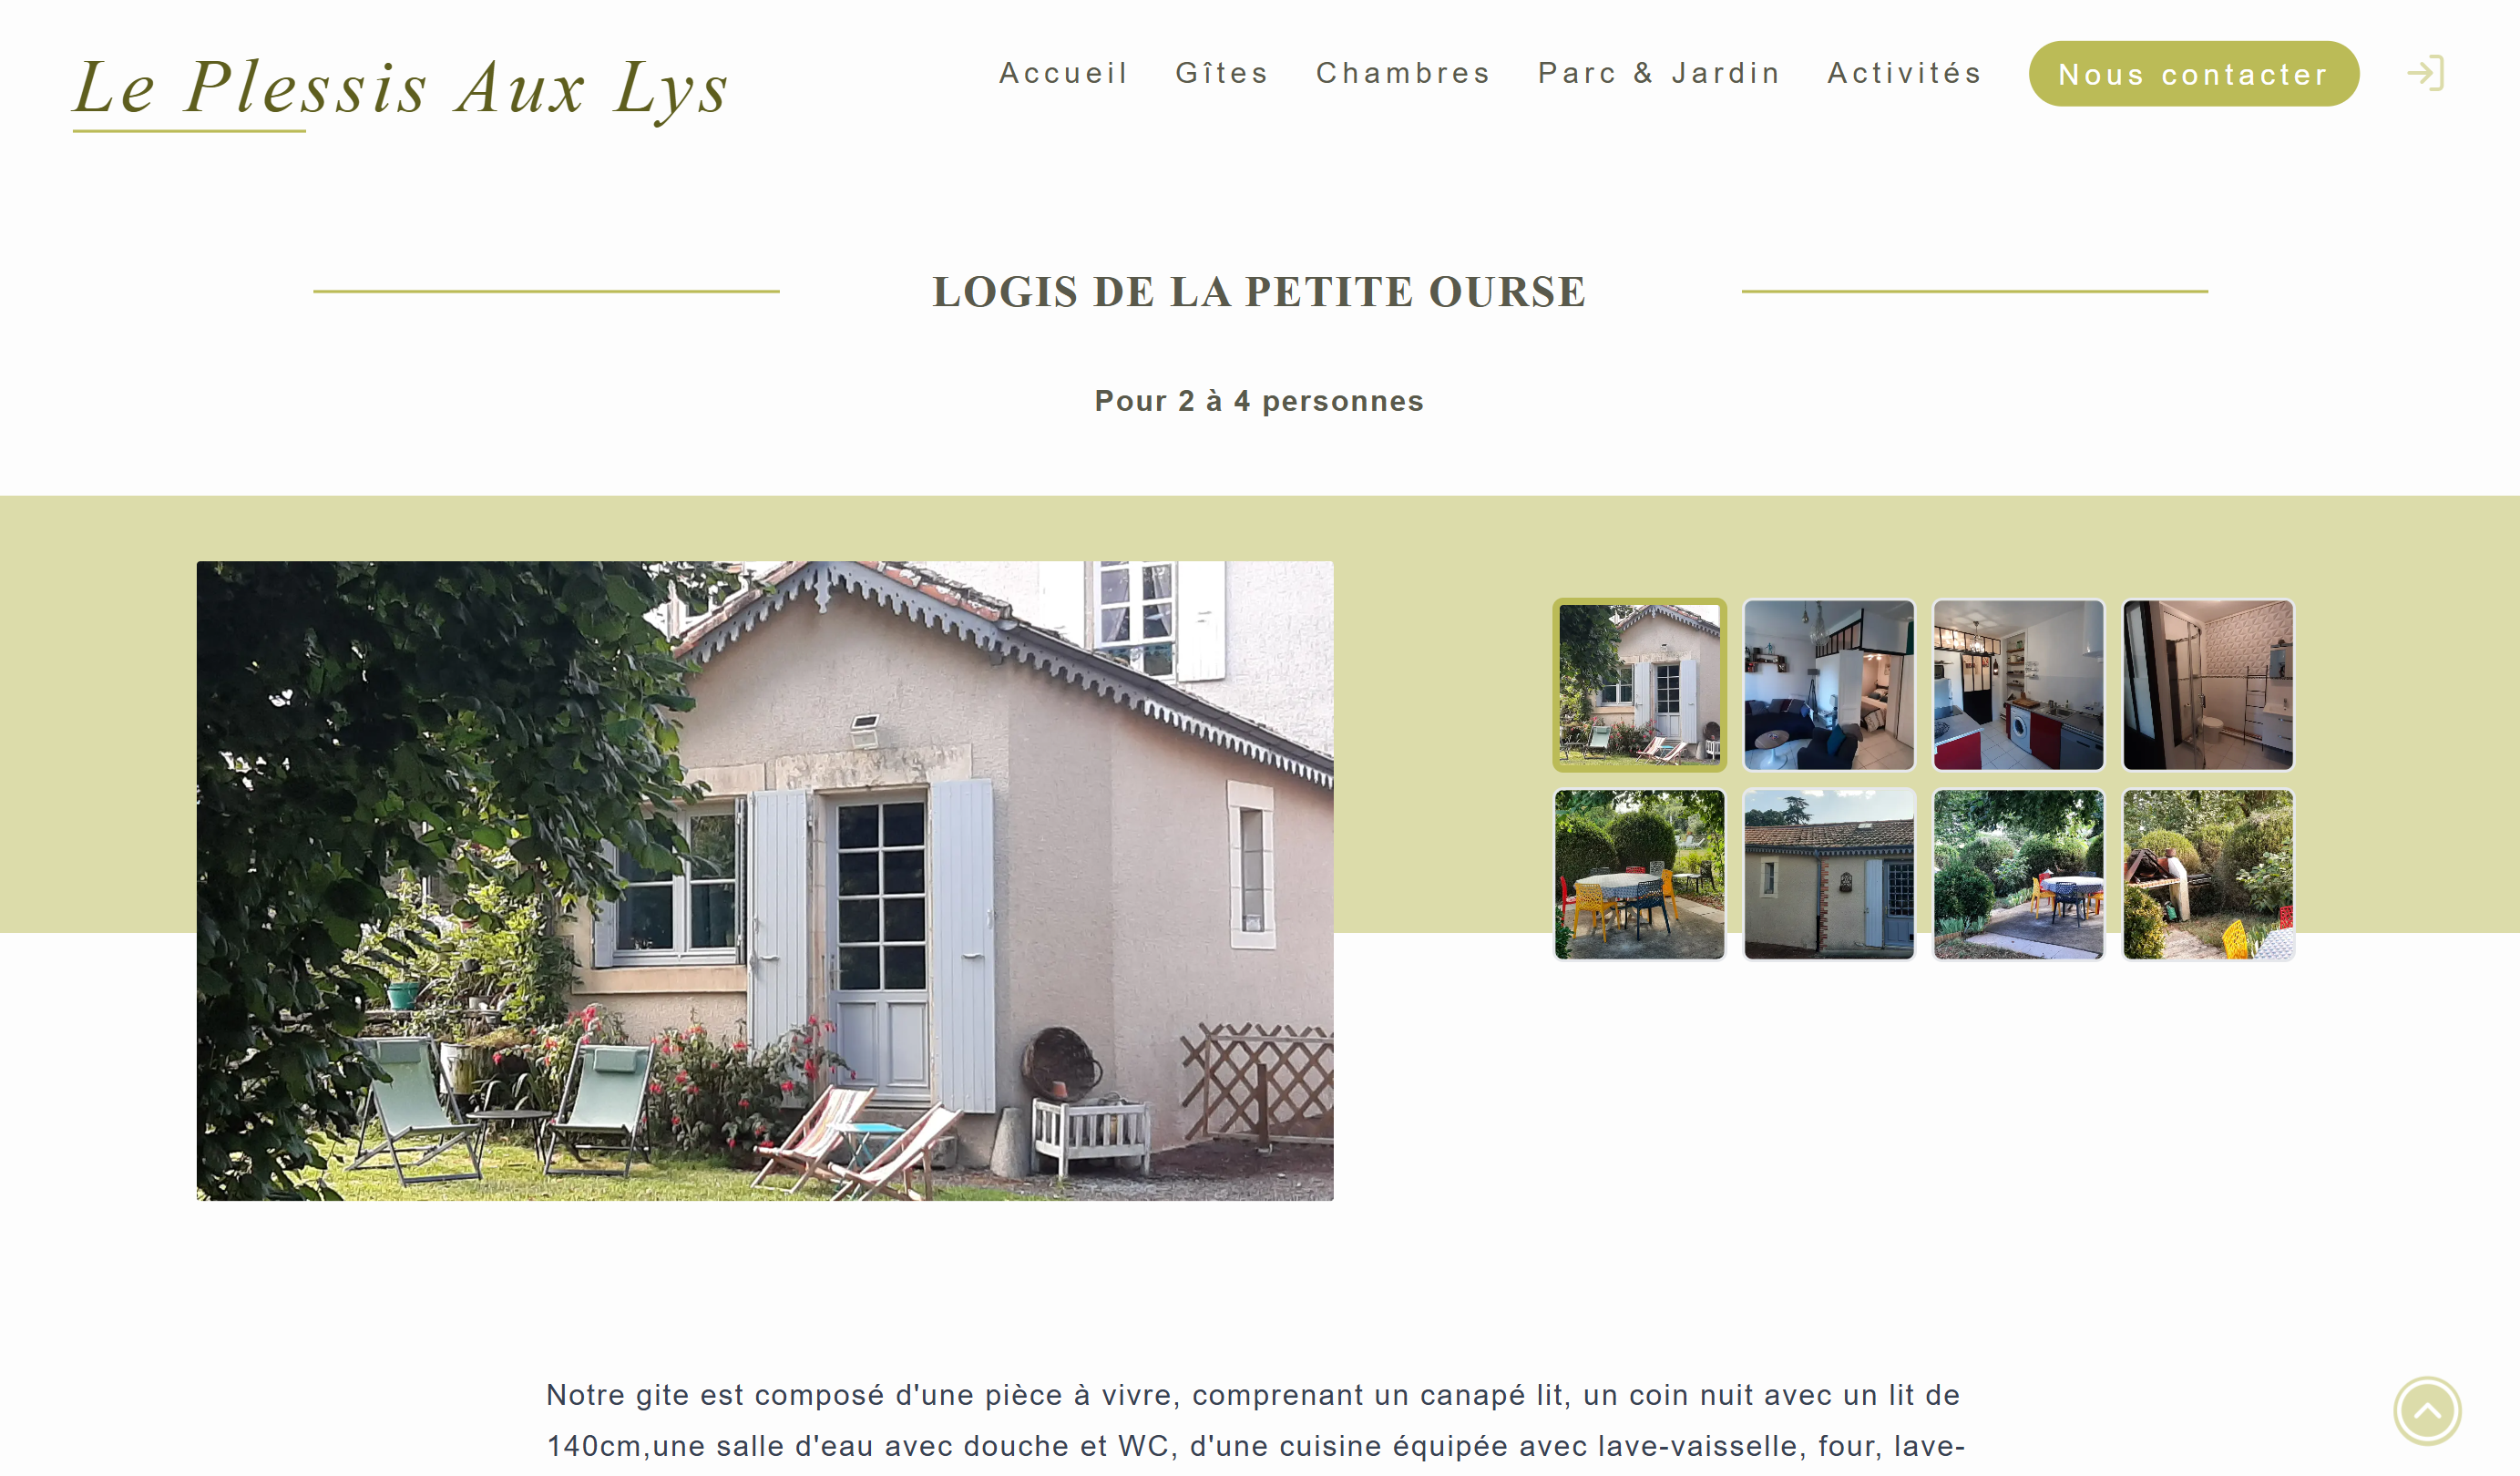 Le Plessis Aux Lys
Accueil Gîtes Chambres Parc & Jardin Activités Nous contacter
LOGIS DE LA PETITE OURSE
Pour 2 à 4 personnes
Notre gite est composé d'une pièce à vivre, comprenant un canapé lit, un coin nuit avec un lit de
140cm,une salle d'eau avec douche et WC, d'une cuisine équipée avec lave-vaisselle, four, lave-